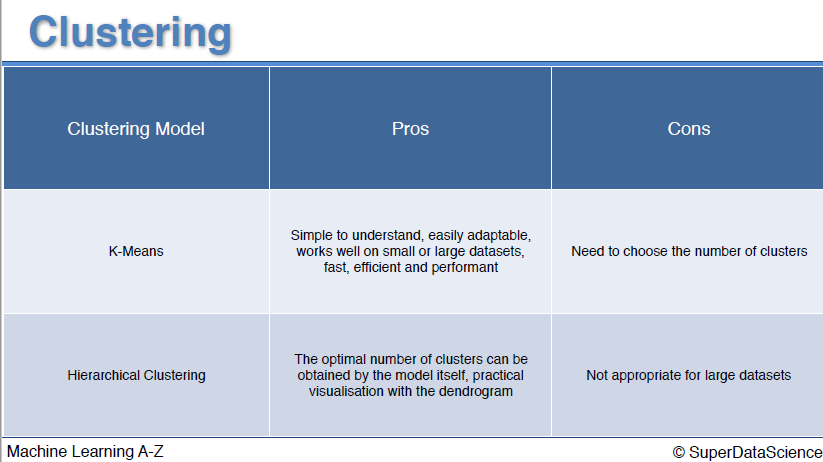 Clustering
Clustering Model
Pros
Cons
K-Means
Simple to understand, easily adaptable,
works well on small or large datasets,
fast, efficient and performant
Need to choose the number of clusters
Hierarchical Clustering
The optimal number of clusters can be
obtained by the model itself, practical
visualisation with the dendrogram
Not appropriate for large datasets
Machine Learning A-Z
© SuperDataScience